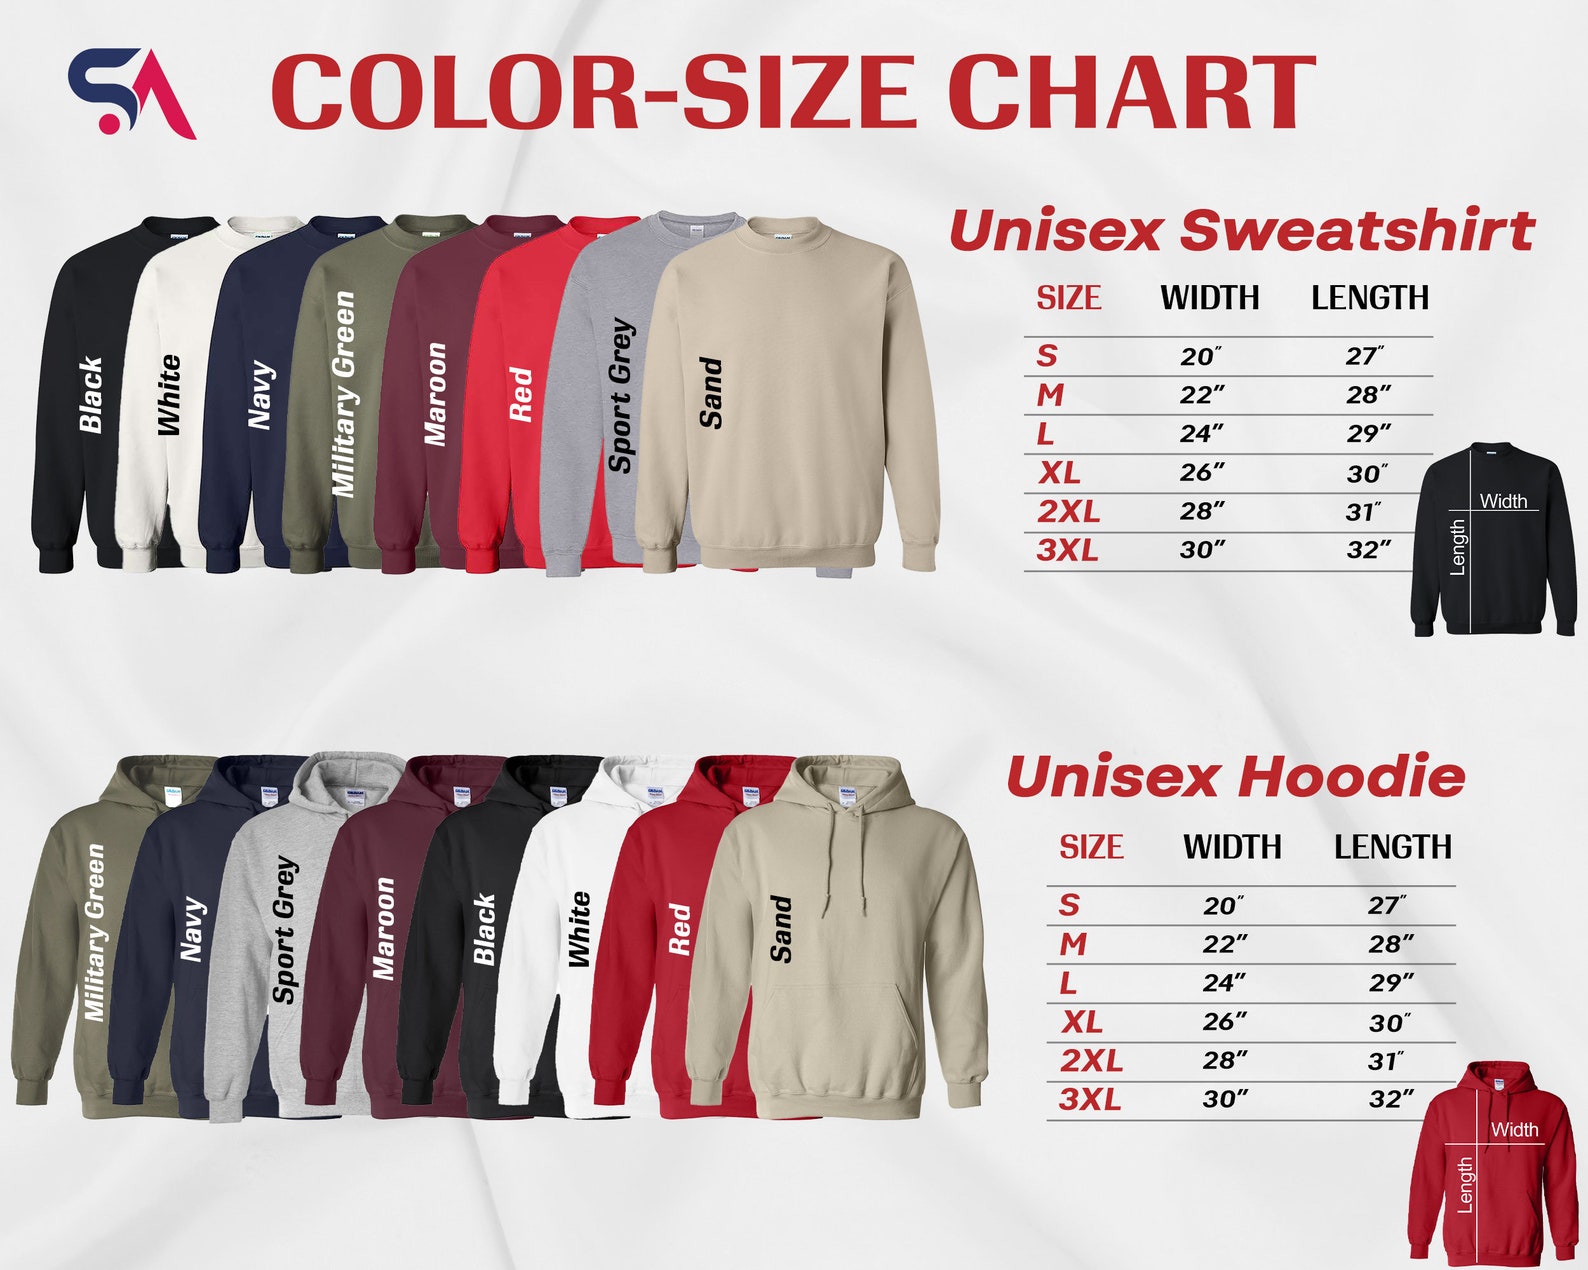 SA
COLOR-SIZE CHART
Black
White
Navy
Military Green
Maroon
Red
Sport Grey
Sand
Unisex Sweatshirt
SIZE WIDTH LENGTH
S 20" 27"
M 22" 28"
L 24" 29"
XL 26" 30"
2XL 28" 31"
3XL 30" 32"
Width
Length
Military Green
Navy
Sport Grey
Maroon
Black
White
Red
Sand
Unisex Hoodie
SIZE WIDTH LENGTH
S 20" 27"
M 22" 28"
L 24" 29"
XL 26" 30"
2XL 28" 31"
3XL 30" 32"
Width
Length